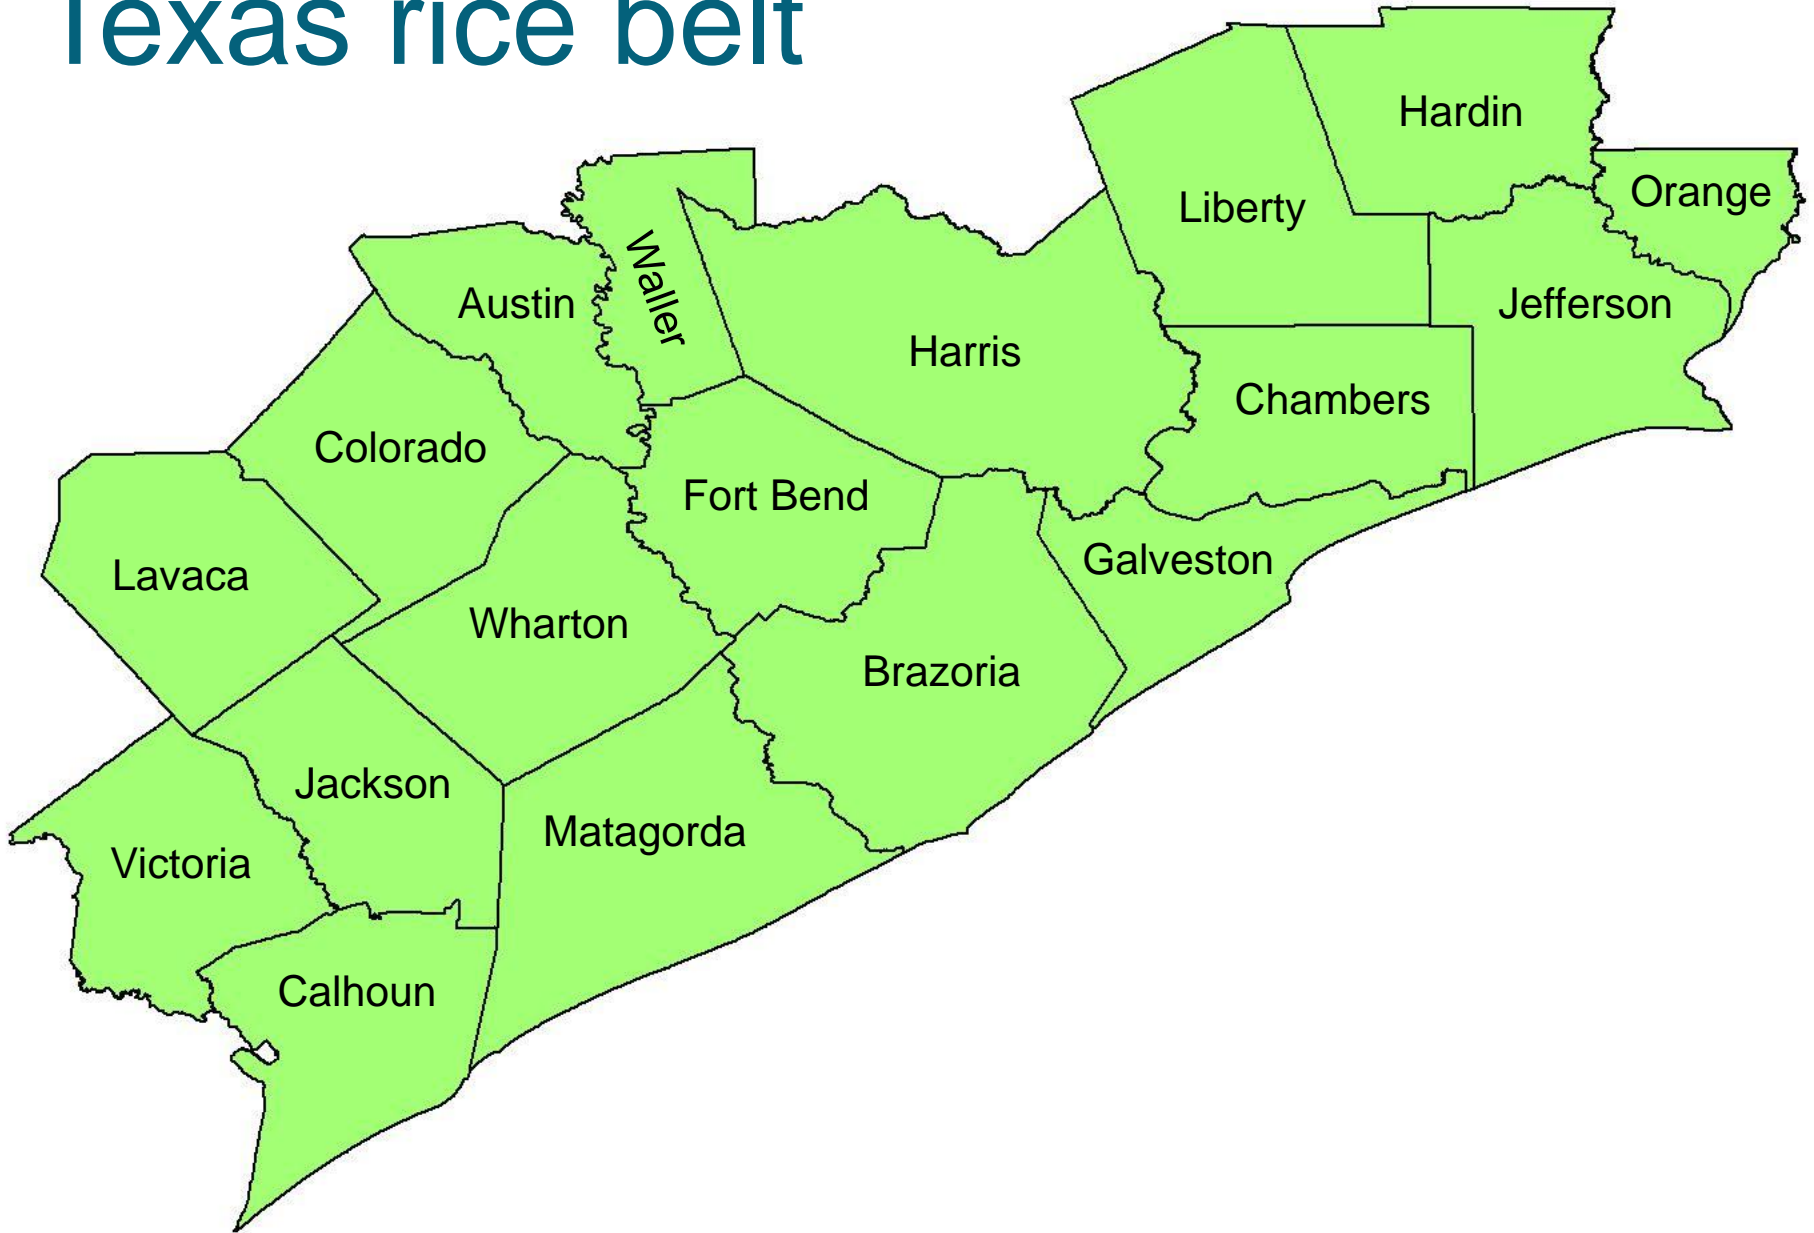 Texas rice belt
Hardin
Orange
Liberty
Waller
Austin
Jefferson
Harris
Chambers
Colorado
Fort Bend
Galveston
Lavaca
Wharton
Brazoria
Jackson
Matagorda
Victoria
Calhoun